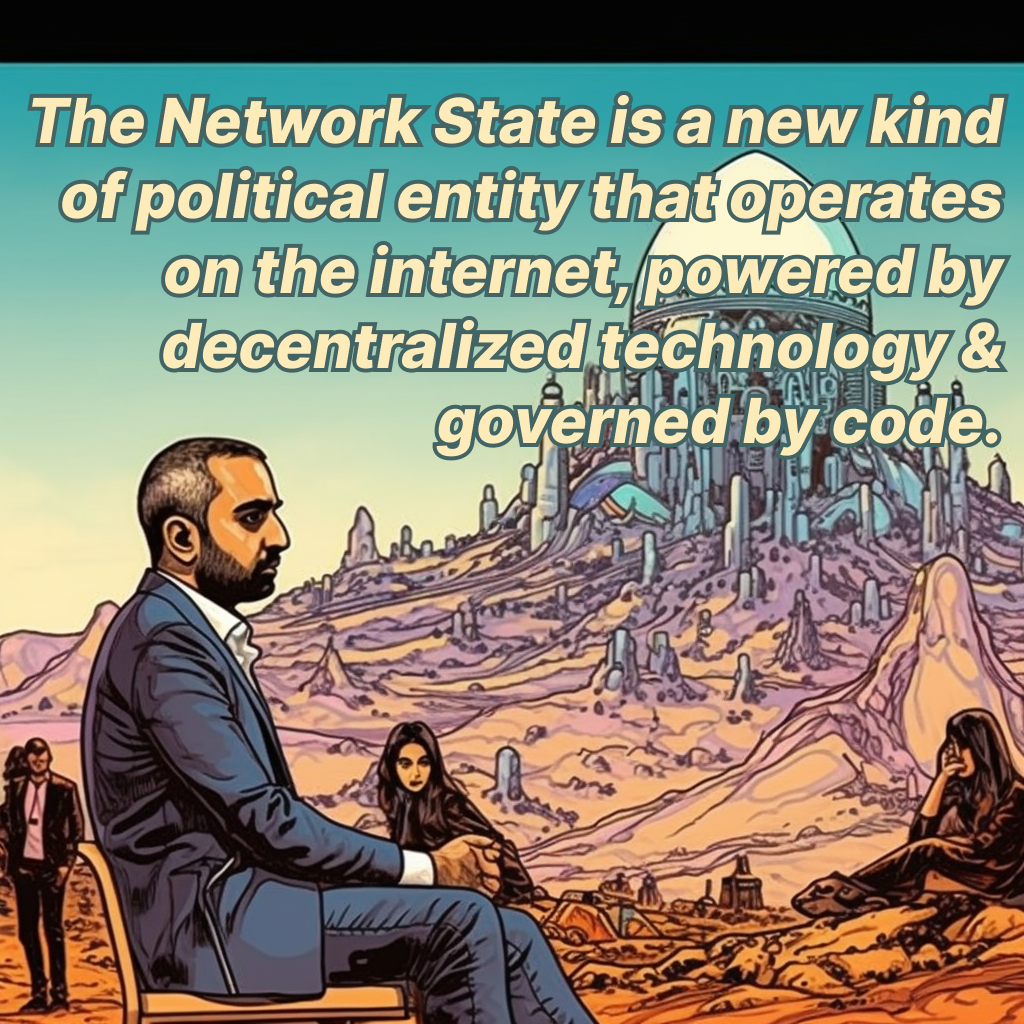 The Network State is a new kind
of political entity that operates
on the internet, powered by
decentralized technology &
governed by code.